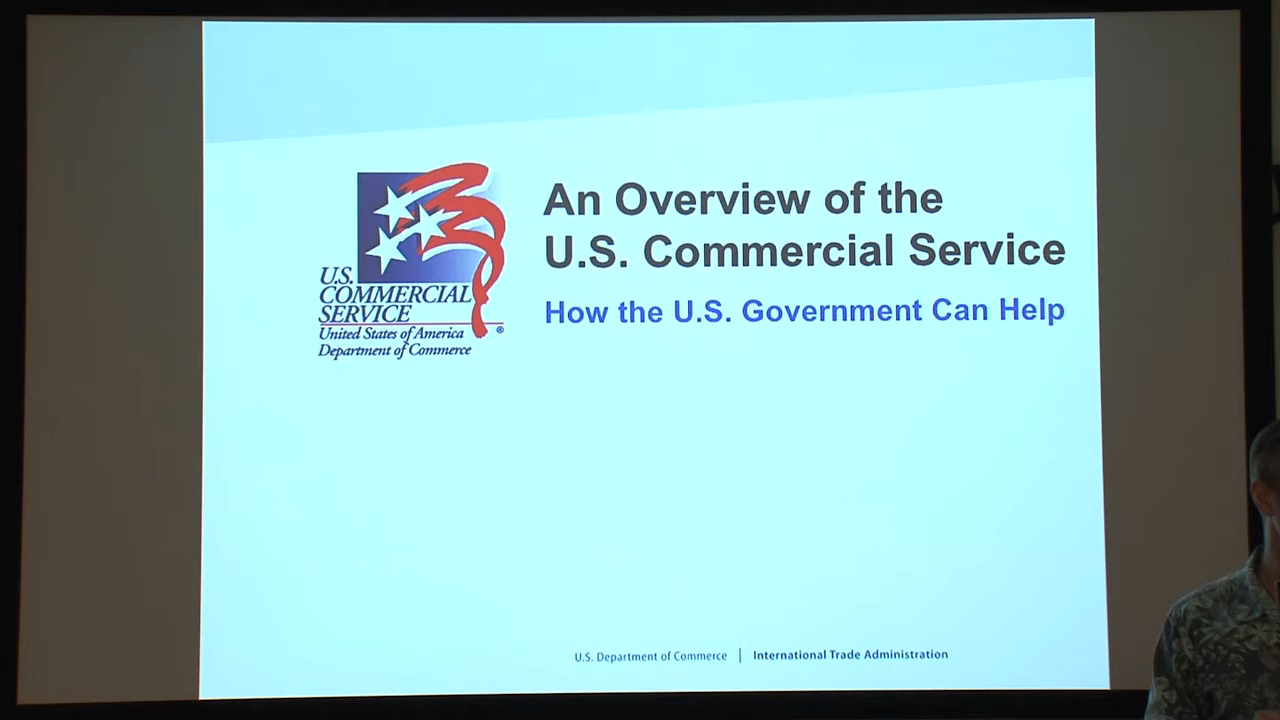 An Overview of the
U.S. Commercial Service
How the U.S. Government Can Help
U.S.
COMMERCIAL
SERVICE
®
United States of America
Department of Commerce
U.S. Department of Commerce | International Trade Administration